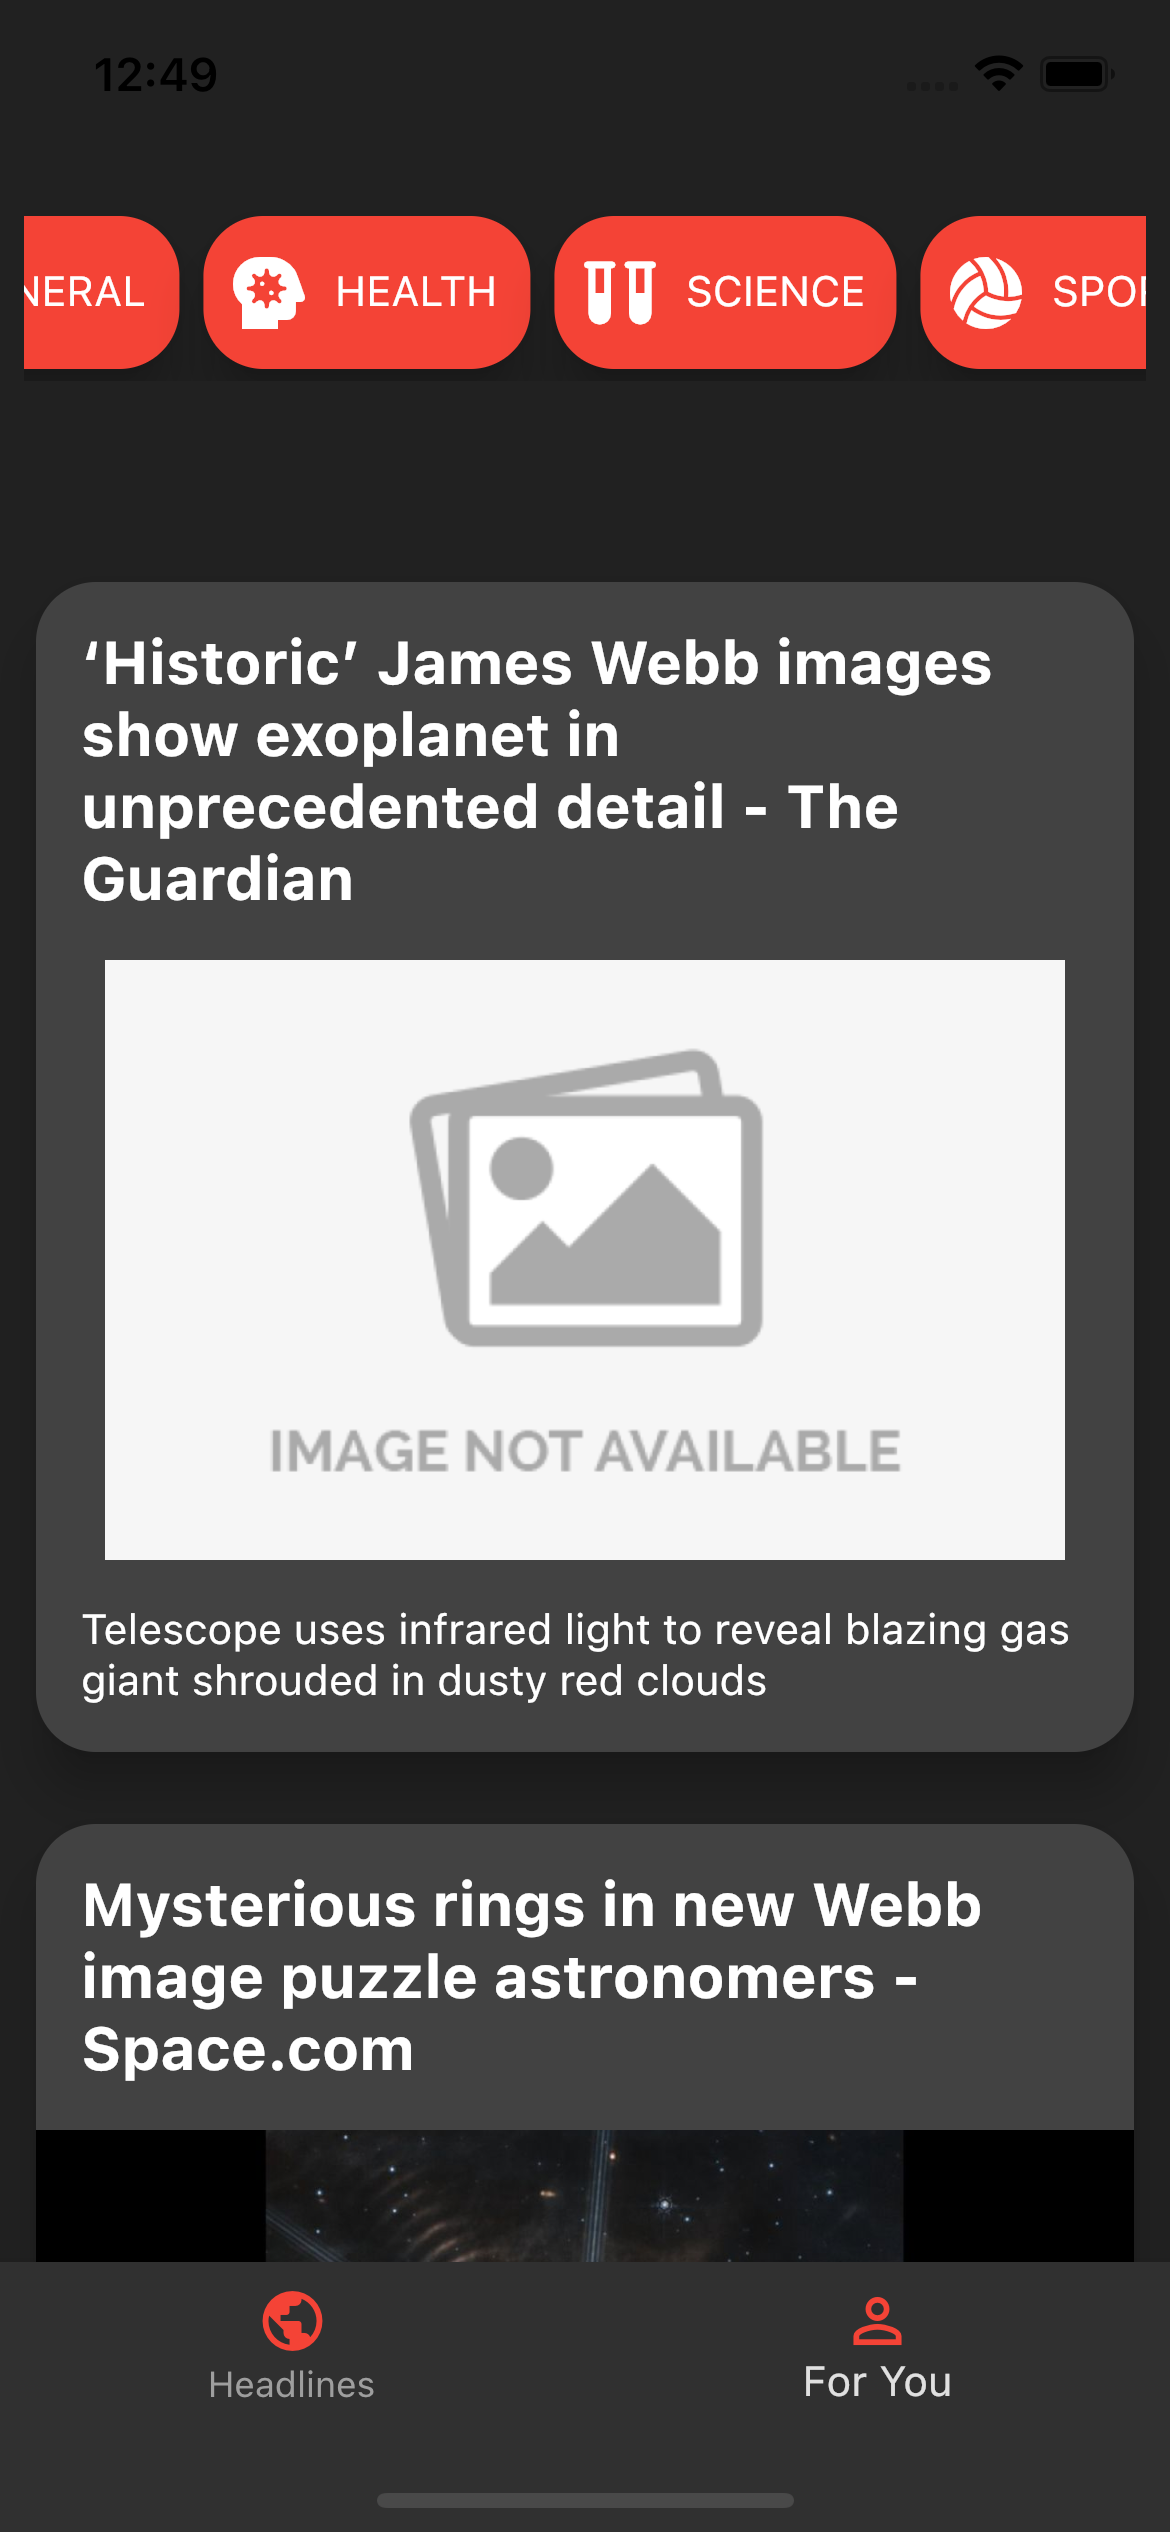 12:49
NERAL
HEALTH
SCIENCE
SPOR
‘Historic’ James Webb images
show exoplanet in
unprecedented detail - The
Guardian
IMAGE NOT AVAILABLE
Telescope uses infrared light to reveal blazing gas
giant shrouded in dusty red clouds
Mysterious rings in new Webb
image puzzle astronomers -
Space.com
Headlines
For You